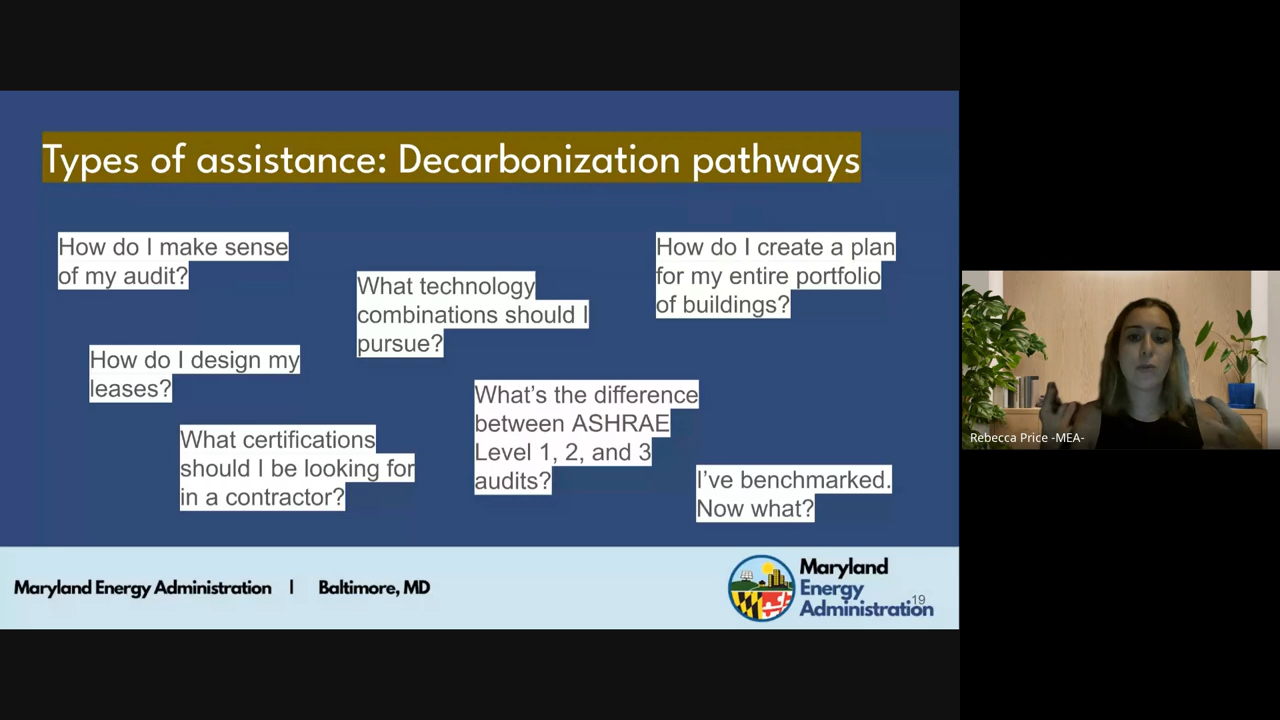 Types of assistance: Decarbonization pathways
How do I make sense
of my audit?
What technology
combinations should I
pursue?
How do I create a plan
for my entire portfolio
of buildings?
How do I design my
leases?
What certifications
should I be looking for
in a contractor?
What's the difference
between ASHRAE
Level 1, 2, and 3
audits?
I've benchmarked.
Now what?
Maryland Energy Administration | Baltimore, MD
Maryland
Energy
Administration
19
Rebecca Price -MEA-